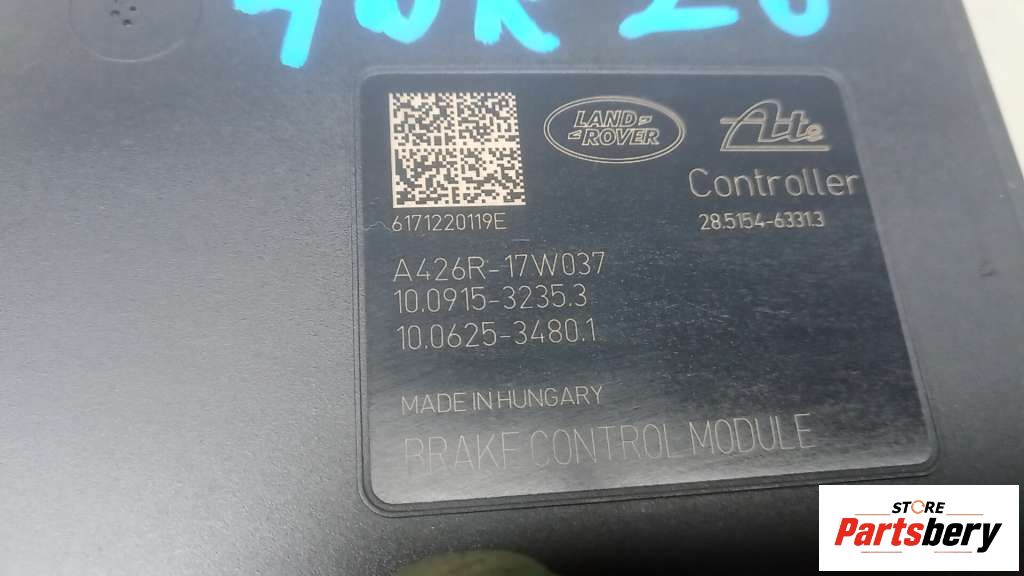 LAND
ROVER
Ate
Controller
6171220119E
28.5154-6331.3
A426R-17W037
10.0915-3235.3
10.0625-3480.1
MADE IN HUNGARY
BRAKE CONTROL MODULE
STORE
Partsbery